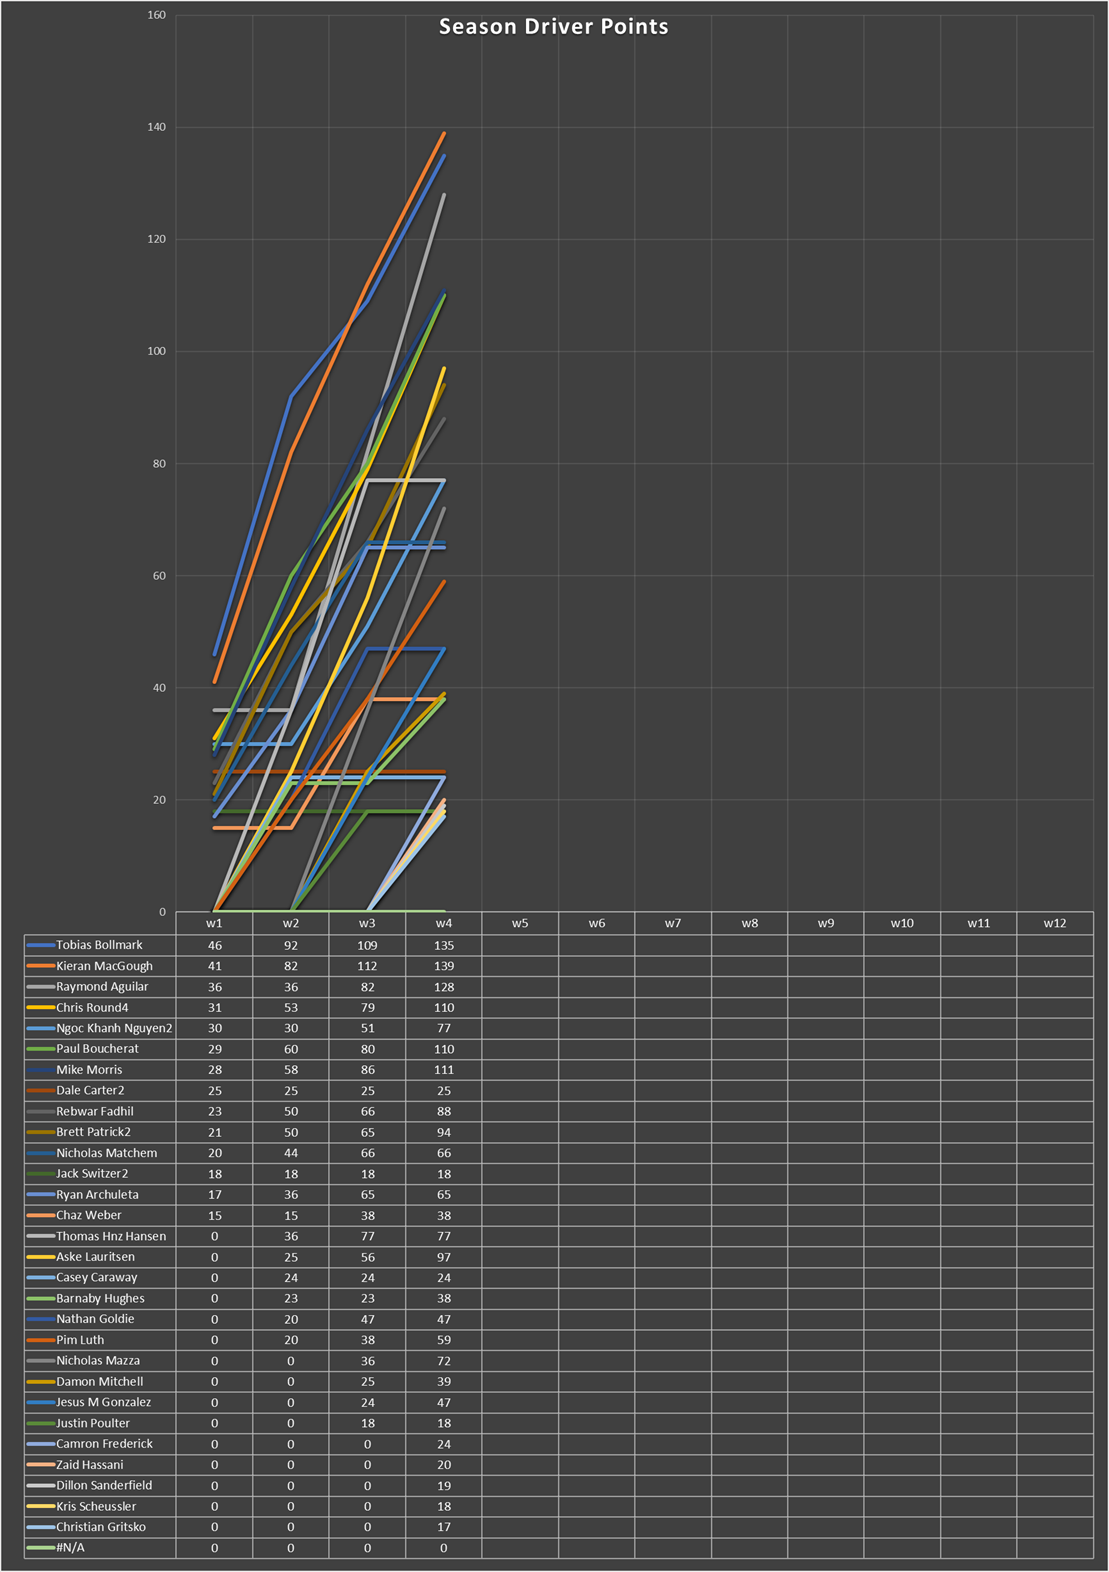 Season Driver Points
160
140
120
100
80
60
40
20
0
w1 w2 w3 w4 w5 w6 w7 w8 w9 w10 w11 w12
Tobias Bollmark 46 92 109 135
Kieran MacGough 41 82 112 139
Raymond Aguilar 36 36 82 128
Chris Round4 31 53 79 110
Ngoc Khanh Nguyen2 30 30 51 77
Paul Boucherat 29 60 80 110
Mike Morris 28 58 86 111
Dale Carter2 25 25 25 25
Rebwar Fadhil 23 50 66 88
Brett Patrick2 21 50 65 94
Nicholas Matchem 20 44 66 66
Jack Switzer2 18 18 18 18
Ryan Archuleta 17 36 65 65
Chaz Weber 15 15 38 38
Thomas Hnz Hansen 0 36 77 77
Aske Lauritsen 0 25 56 97
Casey Caraway 0 24 24 24
Barnaby Hughes 0 23 23 38
Nathan Goldie 0 20 47 47
Pim Luth 0 20 38 59
Nicholas Mazza 0 0 36 72
Damon Mitchell 0 0 25 39
Jesus M Gonzalez 0 0 24 47
Justin Poulter 0 0 18 18
Camron Frederick 0 0 0 24
Zaid Hassani 0 0 0 20
Dillon Sanderfield 0 0 0 19
Kris Scheussler 0 0 0 18
Christian Gritsko 0 0 0 17
#N/A 0 0 0 0